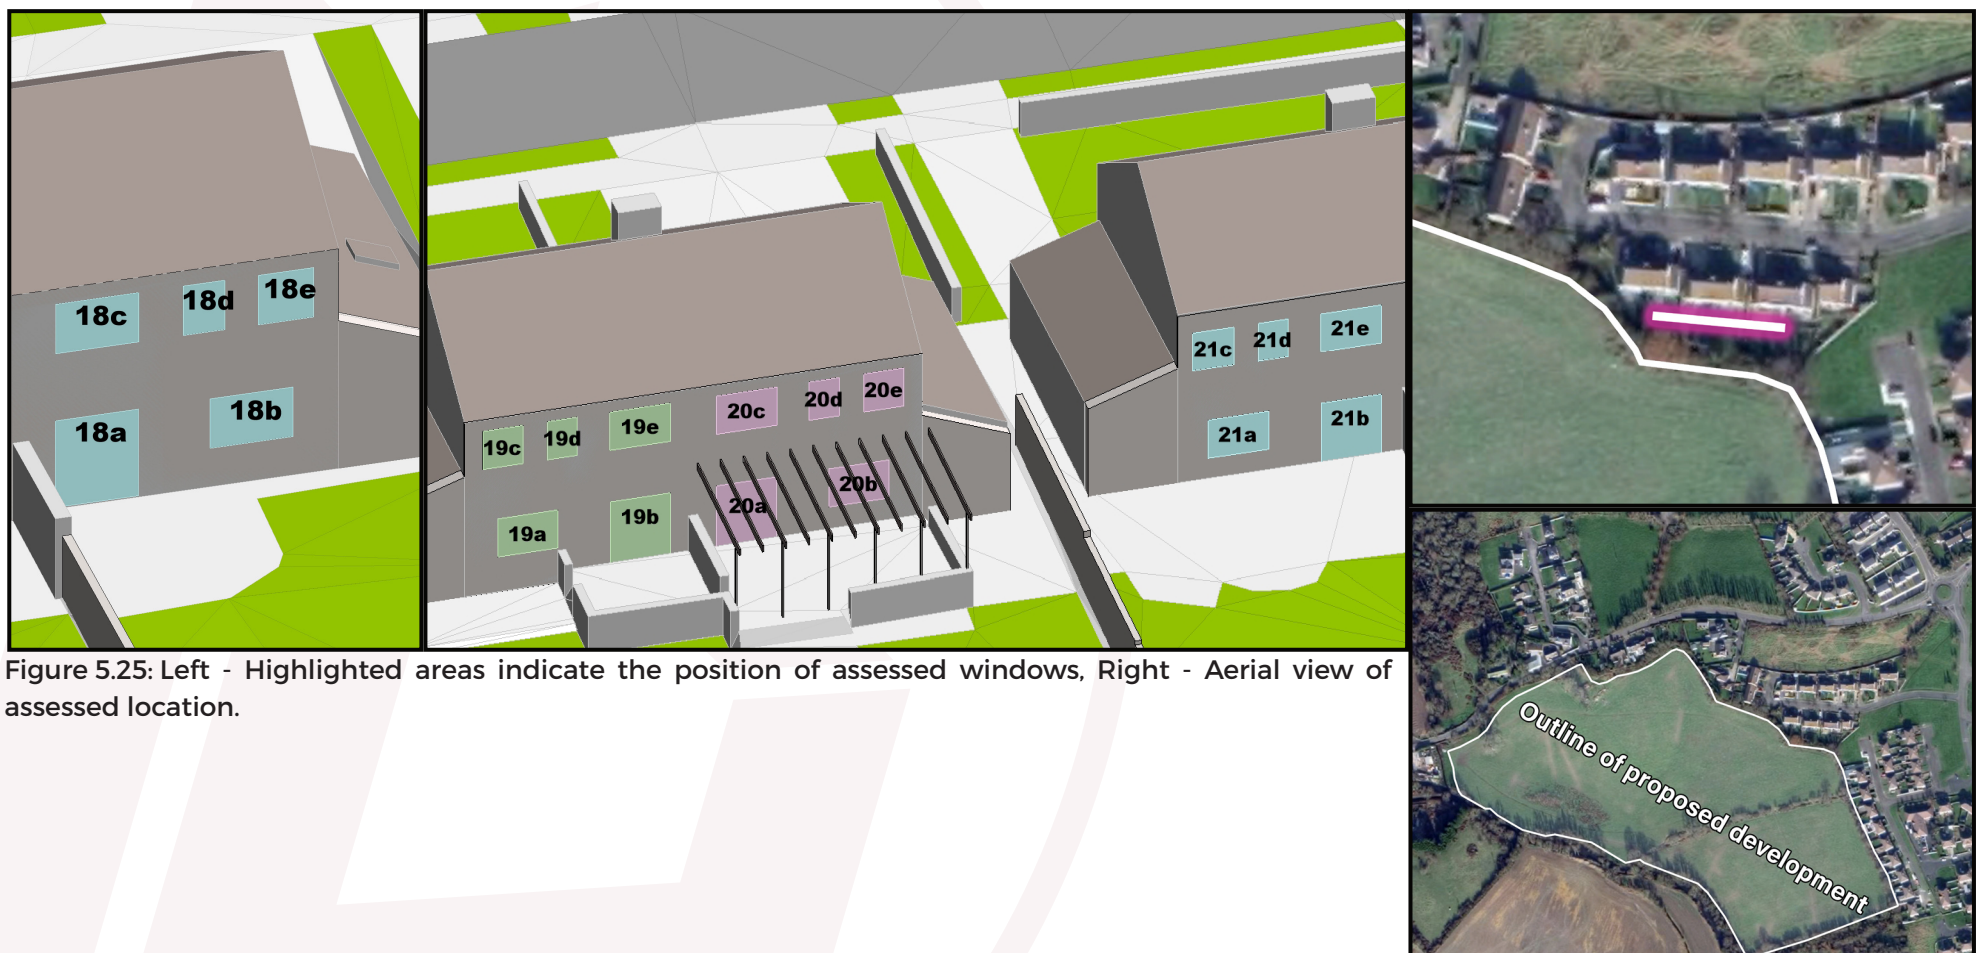 18c
18d
18e
18a
18b
19c
19d
19e
20c
20d
20e
19a
19b
20a
20b
21c
21d
21e
21a
21b
Outline of proposed development
Figure 5.25: Left - Highlighted areas indicate the position of assessed windows, Right - Aerial view of
assessed location.